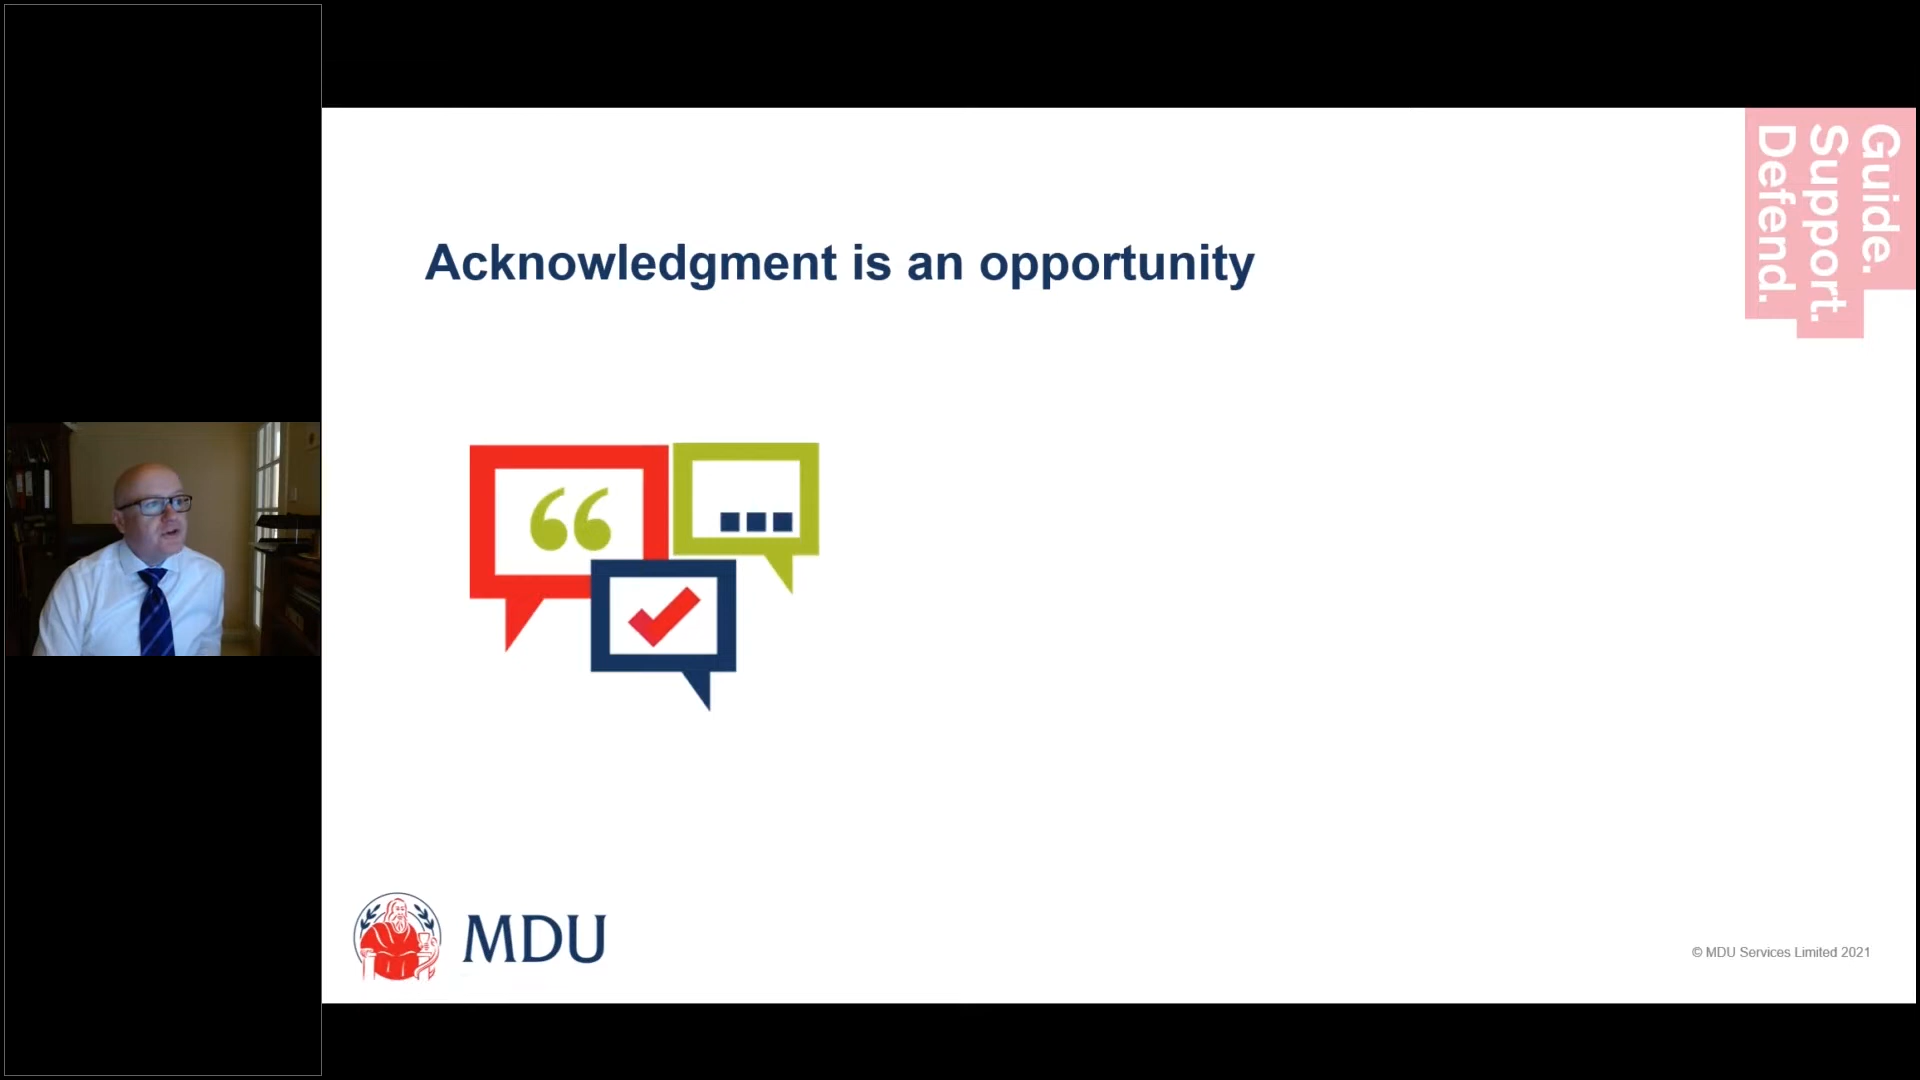 Guide.
Support.
Defend.
Acknowledgment is an opportunity
MDU
© MDU Services Limited 2021